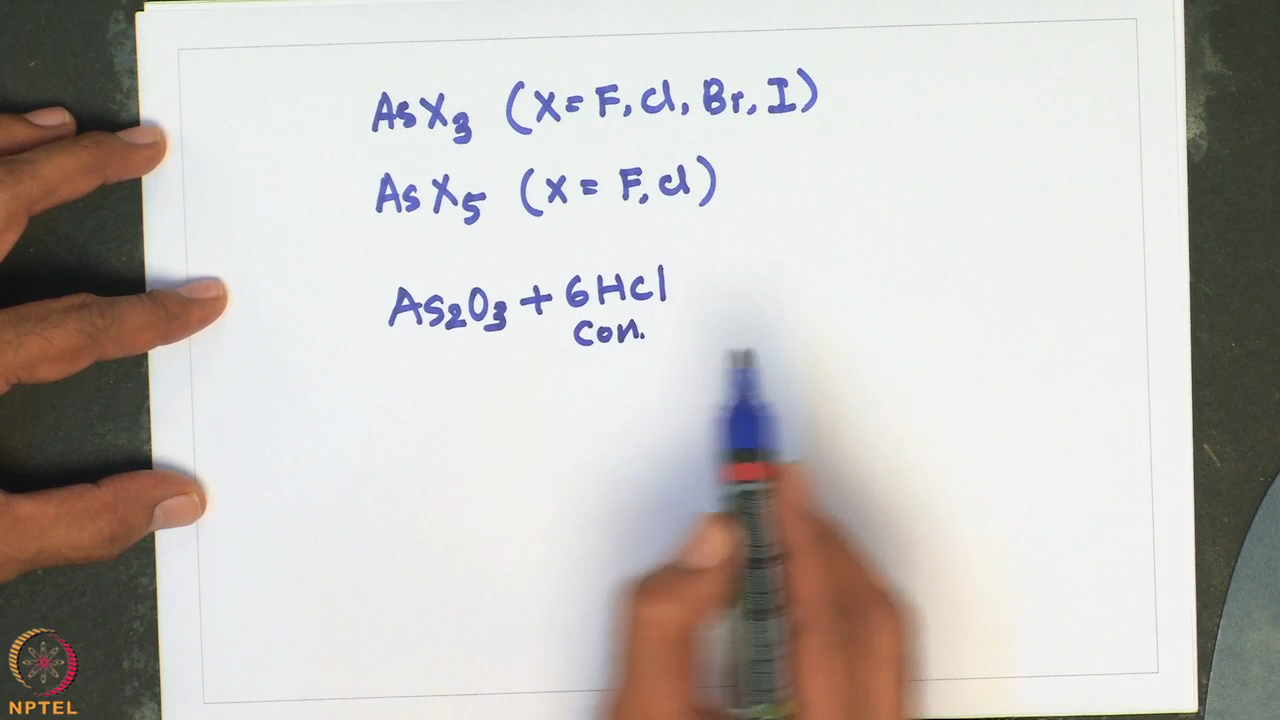 AsX₃ (X = F, Cl, Br, I)
AsX₅ (X = F, Cl)
As₂O₃ + 6HCl
con.
NPTEL